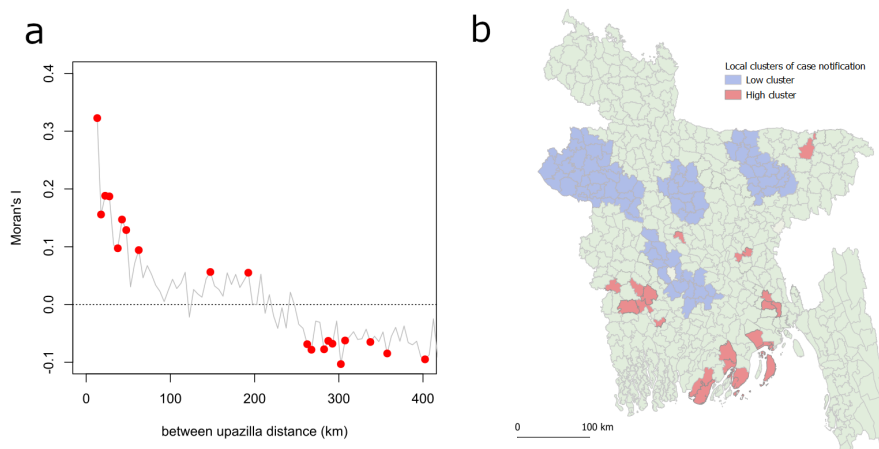 a
Moran's I
0.4
0.3
0.2
0.1
0.0
-0.1
0
100
200
300
400
between upazilla distance (km)
b
Local clusters of case notification
Low cluster
High cluster
0
100 km